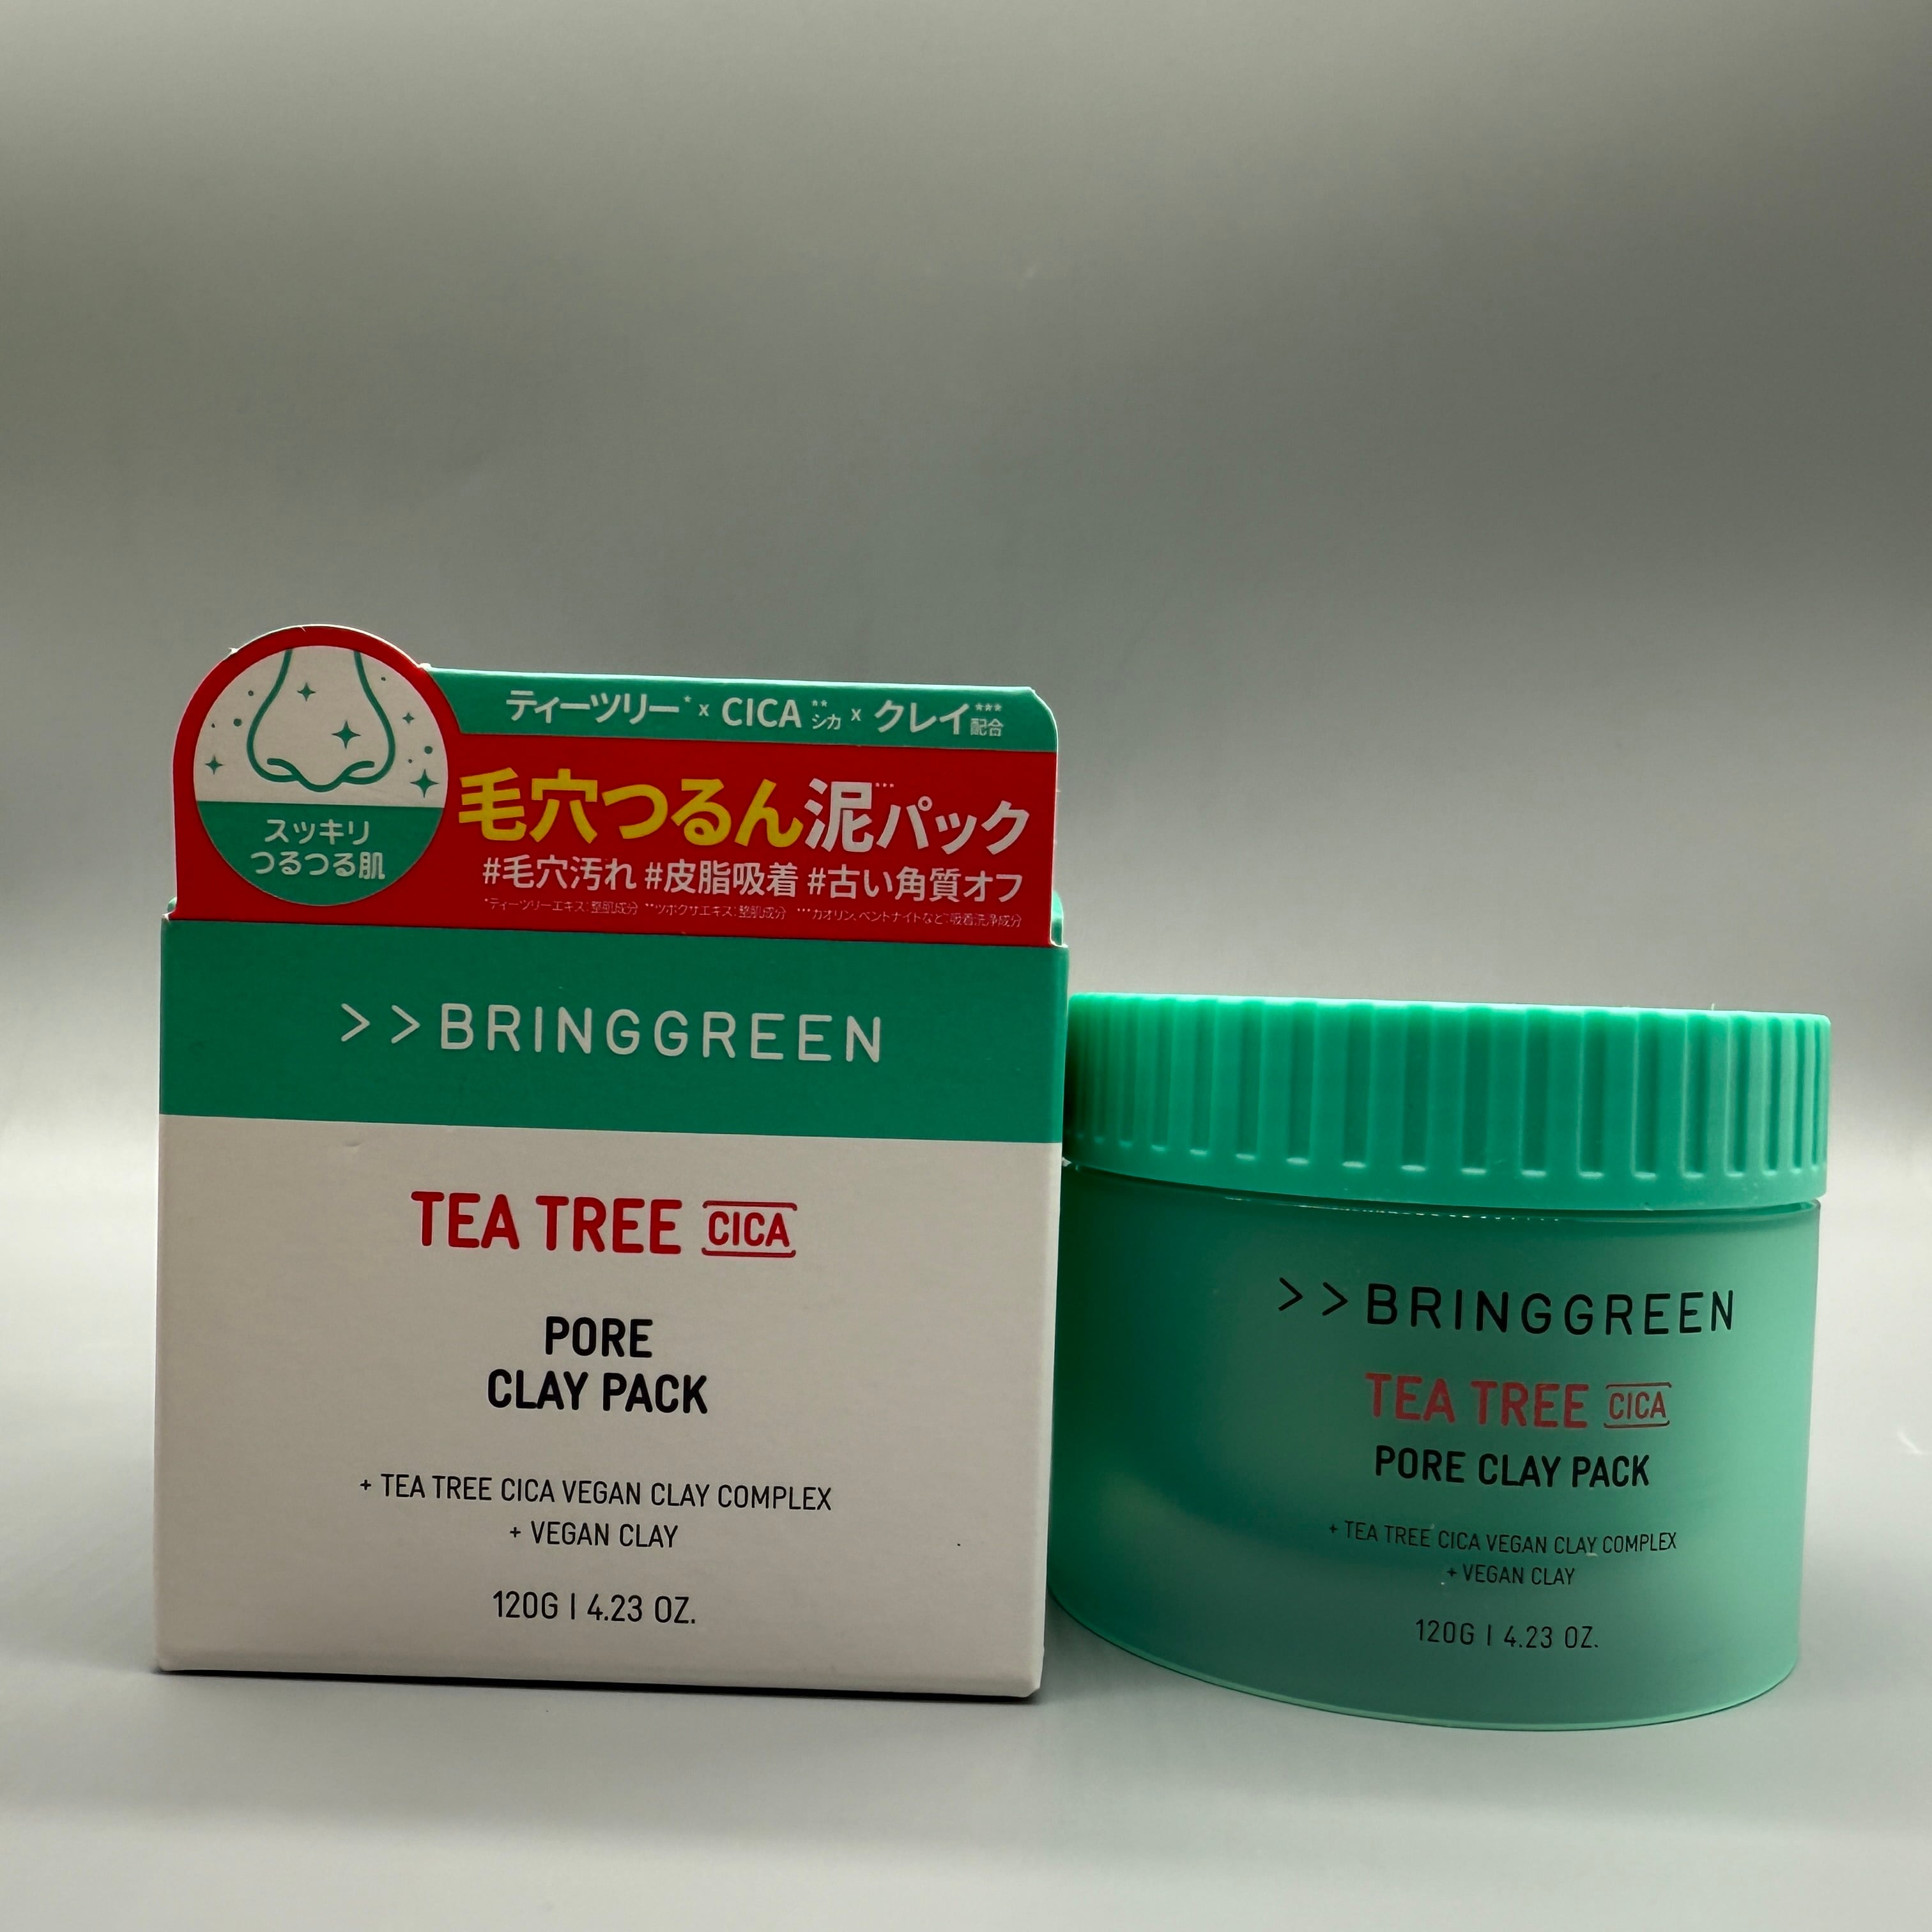 ティーツリー* x CICA**シカ x クレイ***配合
毛穴つるん泥***パック
#毛穴汚れ #皮脂吸着 #古い角質オフ
*ティーツリーエキス:整肌成分 **ツボクサエキス:整肌成分 ***カオリン、ベントナイトなど:吸着洗浄成分
スッキリ
つるつる肌
>>BRINGGREEN
TEA TREE CICA
PORE
CLAY PACK
+ TEA TREE CICA VEGAN CLAY COMPLEX
+ VEGAN CLAY
120G | 4.23 OZ.
>>BRINGGREEN
TEA TREE CICA
PORE CLAY PACK
+ TEA TREE CICA VEGAN CLAY COMPLEX
+ VEGAN CLAY
120G | 4.23 OZ.